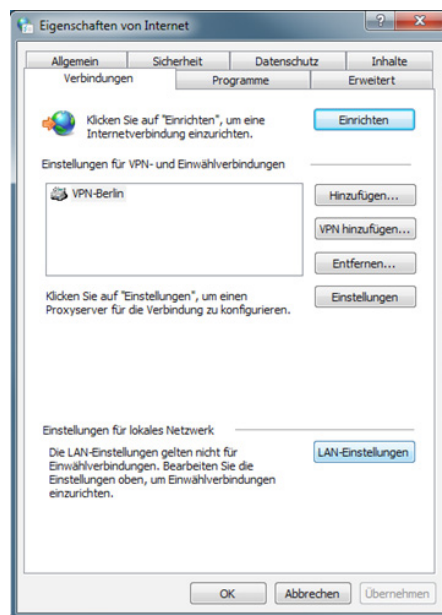 Eigenschaften von Internet
Allgemein Sicherheit Datenschutz Inhalte
Verbindungen Programme Erweitert
Klicken Sie auf "Einrichten", um eine
Internetverbindung einzurichten.
Einrichten
Einstellungen für VPN- und Einwählverbindungen
VPN-Berlin
Hinzufügen...
VPN hinzufügen...
Entfernen...
Klicken Sie auf "Einstellungen", um einen
Proxyserver für die Verbindung zu konfigurieren.
Einstellungen
Einstellungen für lokales Netzwerk
Die LAN-Einstellungen gelten nicht für
Einwählverbindungen. Bearbeiten Sie die
Einstellungen oben, um Einwählverbindungen
einzurichten.
LAN-Einstellungen
OK Abbrechen Übernehmen